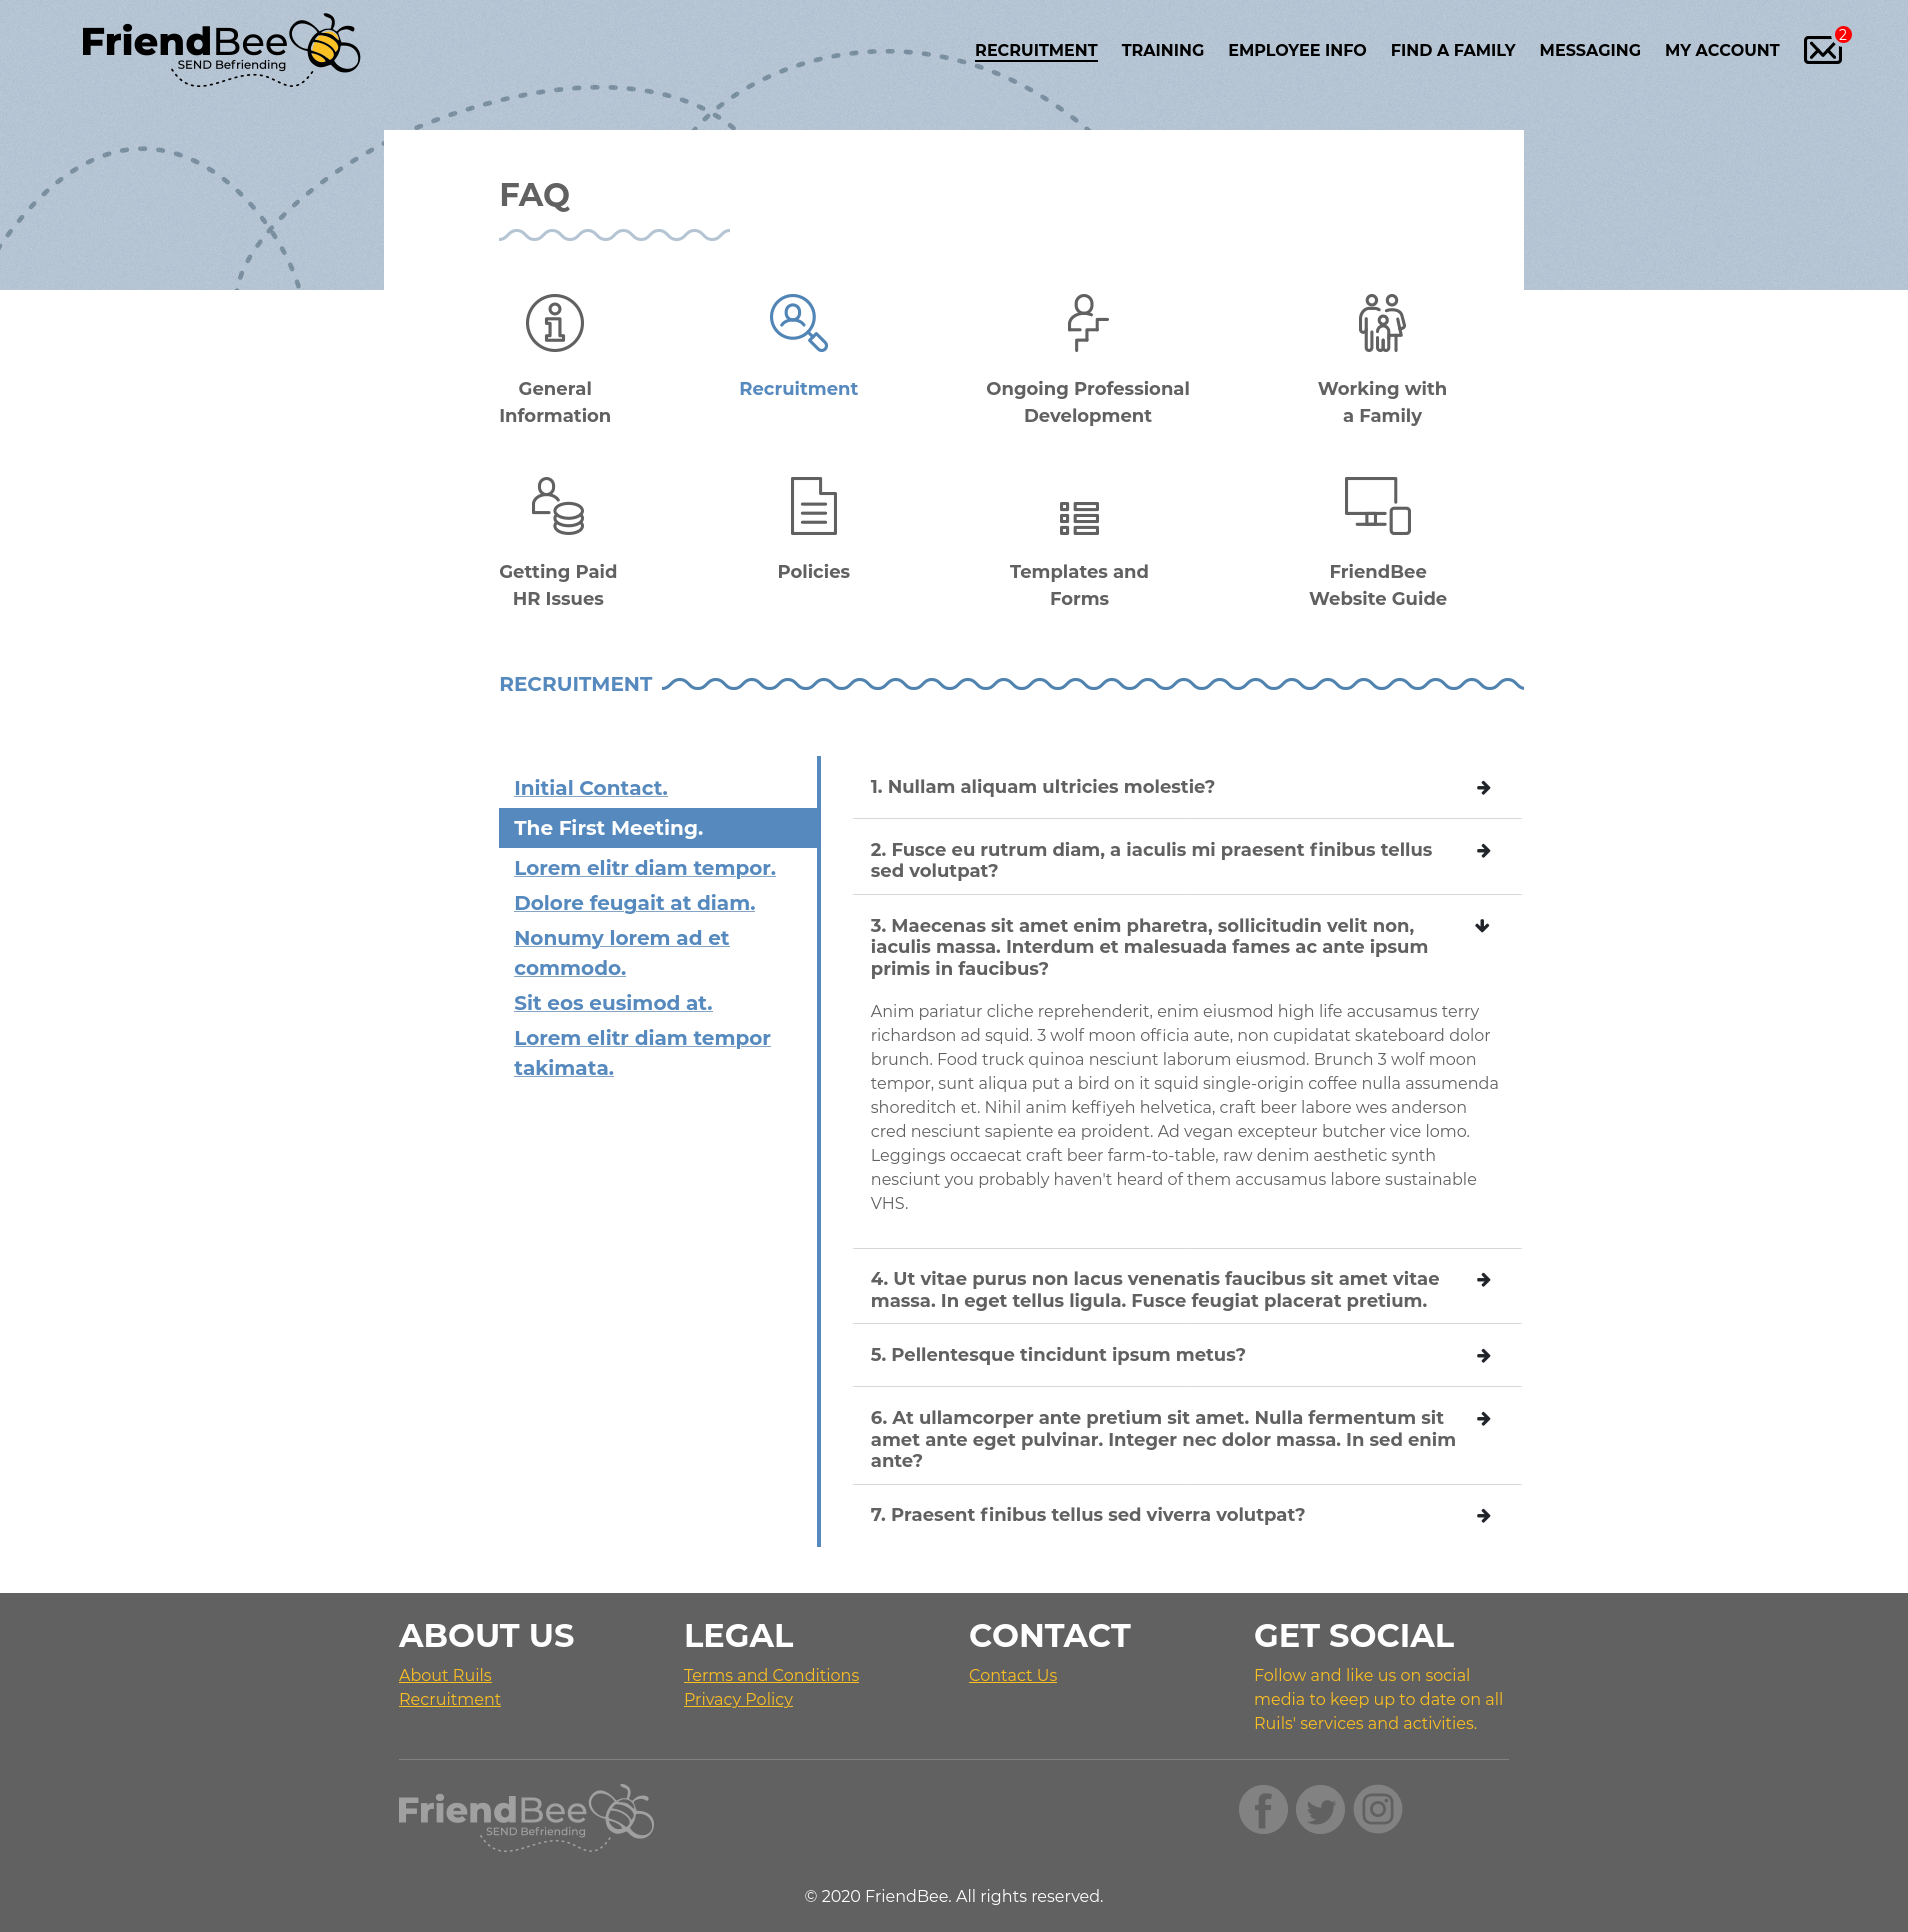 FriendBee
SEND Befriending
RECRUITMENT TRAINING EMPLOYEE INFO FIND A FAMILY MESSAGING MY ACCOUNT 2
FAQ
General
Information
Recruitment
Ongoing Professional
Development
Working with
a Family
Getting Paid
HR Issues
Policies
Templates and
Forms
FriendBee
Website Guide
RECRUITMENT
Initial Contact.
The First Meeting.
Lorem elitr diam tempor.
Dolore feugait at diam.
Nonumy lorem ad et
commodo.
Sit eos eusimod at.
Lorem elitr diam tempor
takimata.
1. Nullam aliquam ultricies molestie?
2. Fusce eu rutrum diam, a iaculis mi praesent finibus tellus
sed volutpat?
3. Maecenas sit amet enim pharetra, sollicitudin velit non,
iaculis massa. Interdum et malesuada fames ac ante ipsum
primis in faucibus?
Anim pariatur cliche reprehenderit, enim eiusmod high life accusamus terry
richardson ad squid. 3 wolf moon officia aute, non cupidatat skateboard dolor
brunch. Food truck quinoa nesciunt laborum eiusmod. Brunch 3 wolf moon
tempor, sunt aliqua put a bird on it squid single-origin coffee nulla assumenda
shoreditch et. Nihil anim keffiyeh helvetica, craft beer labore wes anderson
cred nesciunt sapiente ea proident. Ad vegan excepteur butcher vice lomo.
Leggings occaecat craft beer farm-to-table, raw denim aesthetic synth
nesciunt you probably haven't heard of them accusamus labore sustainable
VHS.
4. Ut vitae purus non lacus venenatis faucibus sit amet vitae
massa. In eget tellus ligula. Fusce feugiat placerat pretium.
5. Pellentesque tincidunt ipsum metus?
6. At ullamcorper ante pretium sit amet. Nulla fermentum sit
amet ante eget pulvinar. Integer nec dolor massa. In sed enim
ante?
7. Praesent finibus tellus sed viverra volutpat?
ABOUT US
About Ruils
Recruitment
LEGAL
Terms and Conditions
Privacy Policy
CONTACT
Contact Us
GET SOCIAL
Follow and like us on social
media to keep up to date on all
Ruils' services and activities.
FriendBee
SEND Befriending
© 2020 FriendBee. All rights reserved.